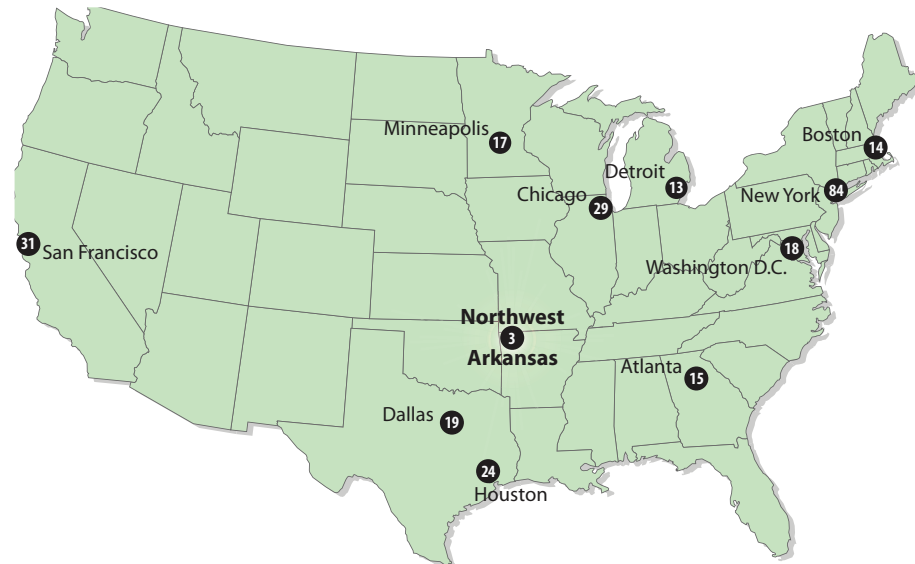 Minneapolis
17
Boston
14
Detroit
13
Chicago
29
New York
84
31
San Francisco
18
Washington D.C.
Northwest
3
Arkansas
Atlanta
15
Dallas
19
24
Houston